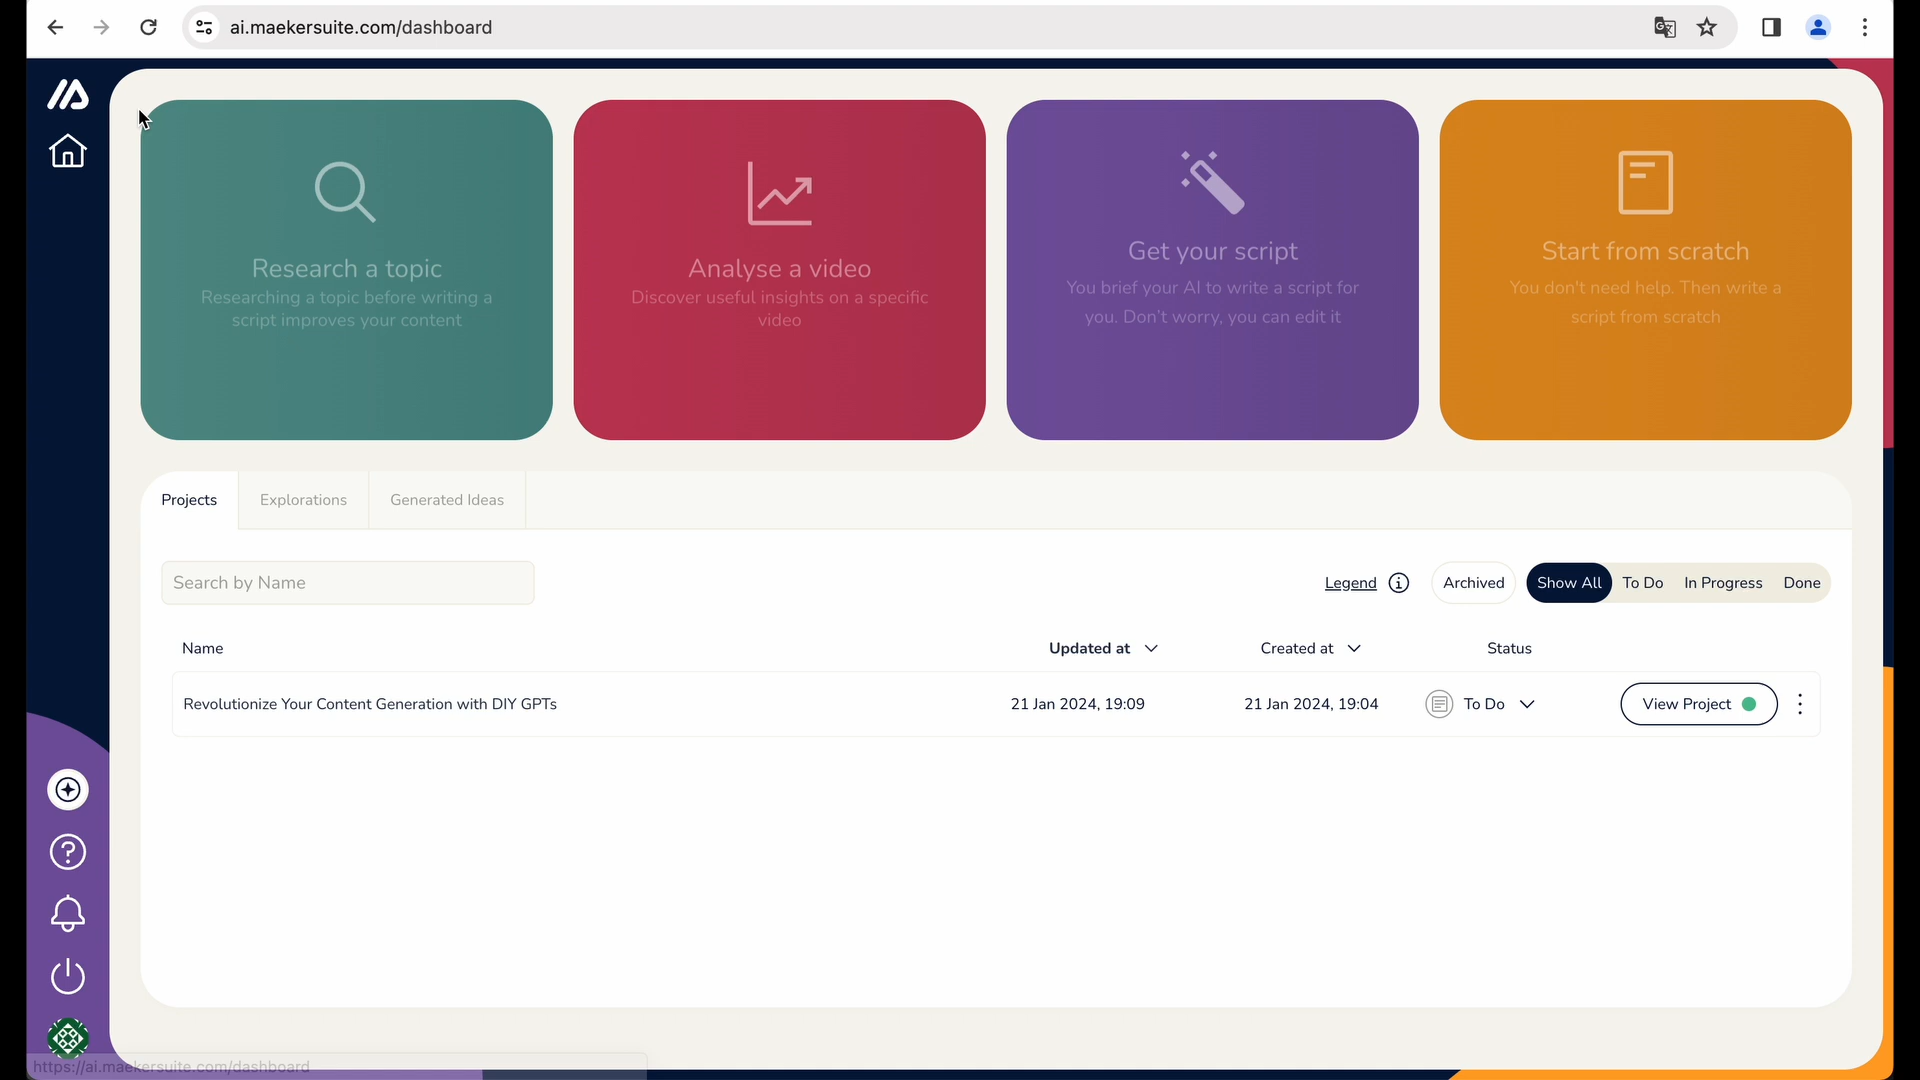 ai.maekersuite.com/dashboard
Research a topic
Researching a topic before writing a
script improves your content
Analyse a video
Discover useful insights on a specific
video
Get your script
You brief your AI to write a script for
you. Don't worry, you can edit it
Start from scratch
You don't need help. Then write a
script from scratch
Projects
Explorations
Generated Ideas
Search by Name
Legend
Archived
Show All
To Do
In Progress
Done
Name
Updated at
Created at
Status
Revolutionize Your Content Generation with DIY GPTs
21 Jan 2024, 19:09
21 Jan 2024, 19:04
To Do
View Project
https://ai.maekersuite.com/dashboard